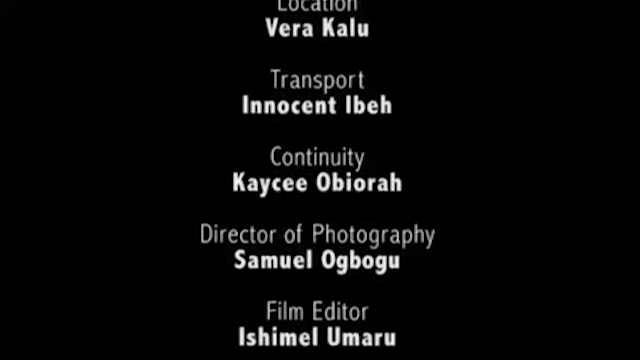 Location
Vera Kalu
Transport
Innocent Ibeh
Continuity
Kaycee Obiorah
Director of Photography
Samuel Ogbogu
Film Editor
Ishimel Umaru